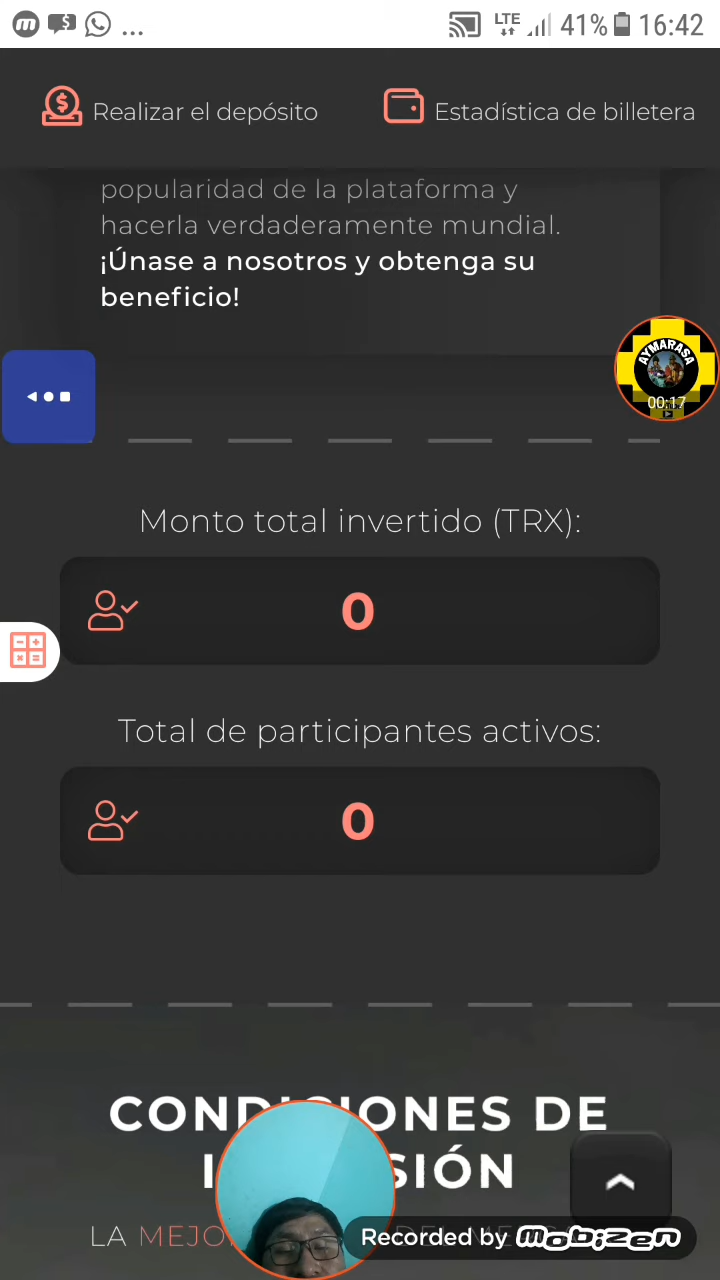 LTE 41% 16:42
Realizar el depósito Estadística de billetera
popularidad de la plataforma y
hacerla verdaderamente mundial.
¡Únase a nosotros y obtenga su
beneficio!
AYMARASA
00:17
Monto total invertido (TRX):
0
Total de participantes activos:
0
CONDICIONES DE
SIÓN
LA MEJO
Recorded by Mobizen